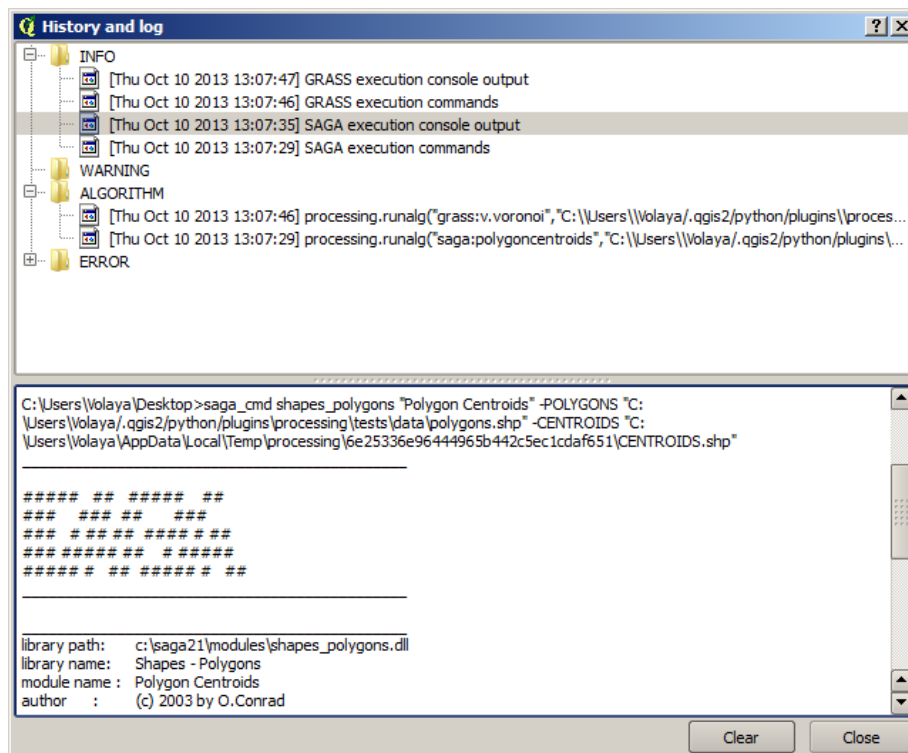 History and log
INFO
[Thu Oct 10 2013 13:07:47] GRASS execution console output
[Thu Oct 10 2013 13:07:46] GRASS execution commands
[Thu Oct 10 2013 13:07:35] SAGA execution console output
[Thu Oct 10 2013 13:07:29] SAGA execution commands
WARNING
ALGORITHM
[Thu Oct 10 2013 13:07:46] processing.runalg("grass:v.voronoi","C:\\Users\\Volaya/.qgis2/python/plugins\\proces...
[Thu Oct 10 2013 13:07:29] processing.runalg("saga:polygoncentroids","C:\\Users\\Volaya/.qgis2/python/plugins\...
ERROR
C:\Users\Volaya\Desktop>saga_cmd shapes_polygons "Polygon Centroids" -POLYGONS "C:
\Users\Volaya/.qgis2/python/plugins\processing\tests\data\polygons.shp" -CENTROIDS "C:
\Users\Volaya\AppData\Local\Temp\processing\6e25336e96444965b442c5ec1cdaf651\CENTROIDS.shp"
_____________________________________________
##### ## ##### ##
### ### ## ###
### # ## ## #### # ##
### ##### ## # #####
##### # ## ##### # ##
_____________________________________________
_____________________________________________
library path: c:\saga21\modules\shapes_polygons.dll
library name: Shapes - Polygons
module name : Polygon Centroids
author : (c) 2003 by O.Conrad
Clear Close